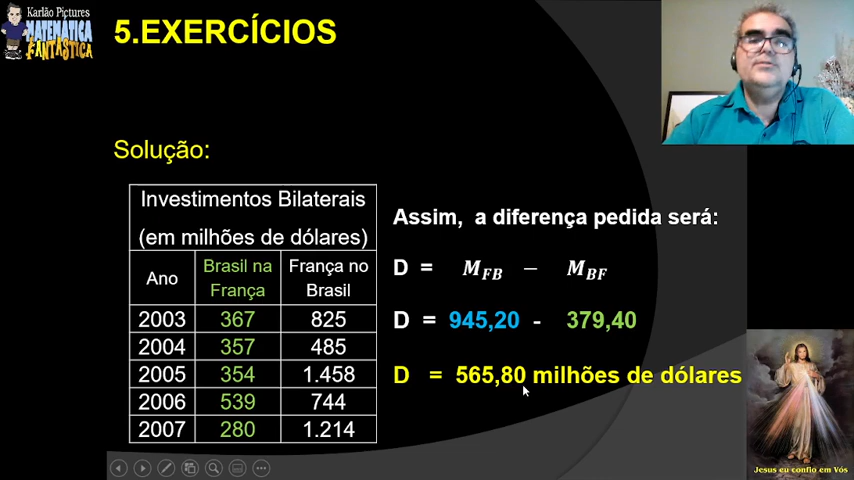 Karlão Pictures
MATEMÁTICA
FANTÁSTICA
5.EXERCÍCIOS
Solução:
Investimentos Bilaterais
(em milhões de dólares)
Ano Brasil na França França no Brasil
2003 367 825
2004 357 485
2005 354 1.458
2006 539 744
2007 280 1.214
Assim, a diferença pedida será:
D = M_FB − M_BF
D = 945,20 - 379,40
D = 565,80 milhões de dólares
Jesus eu confio em Vós